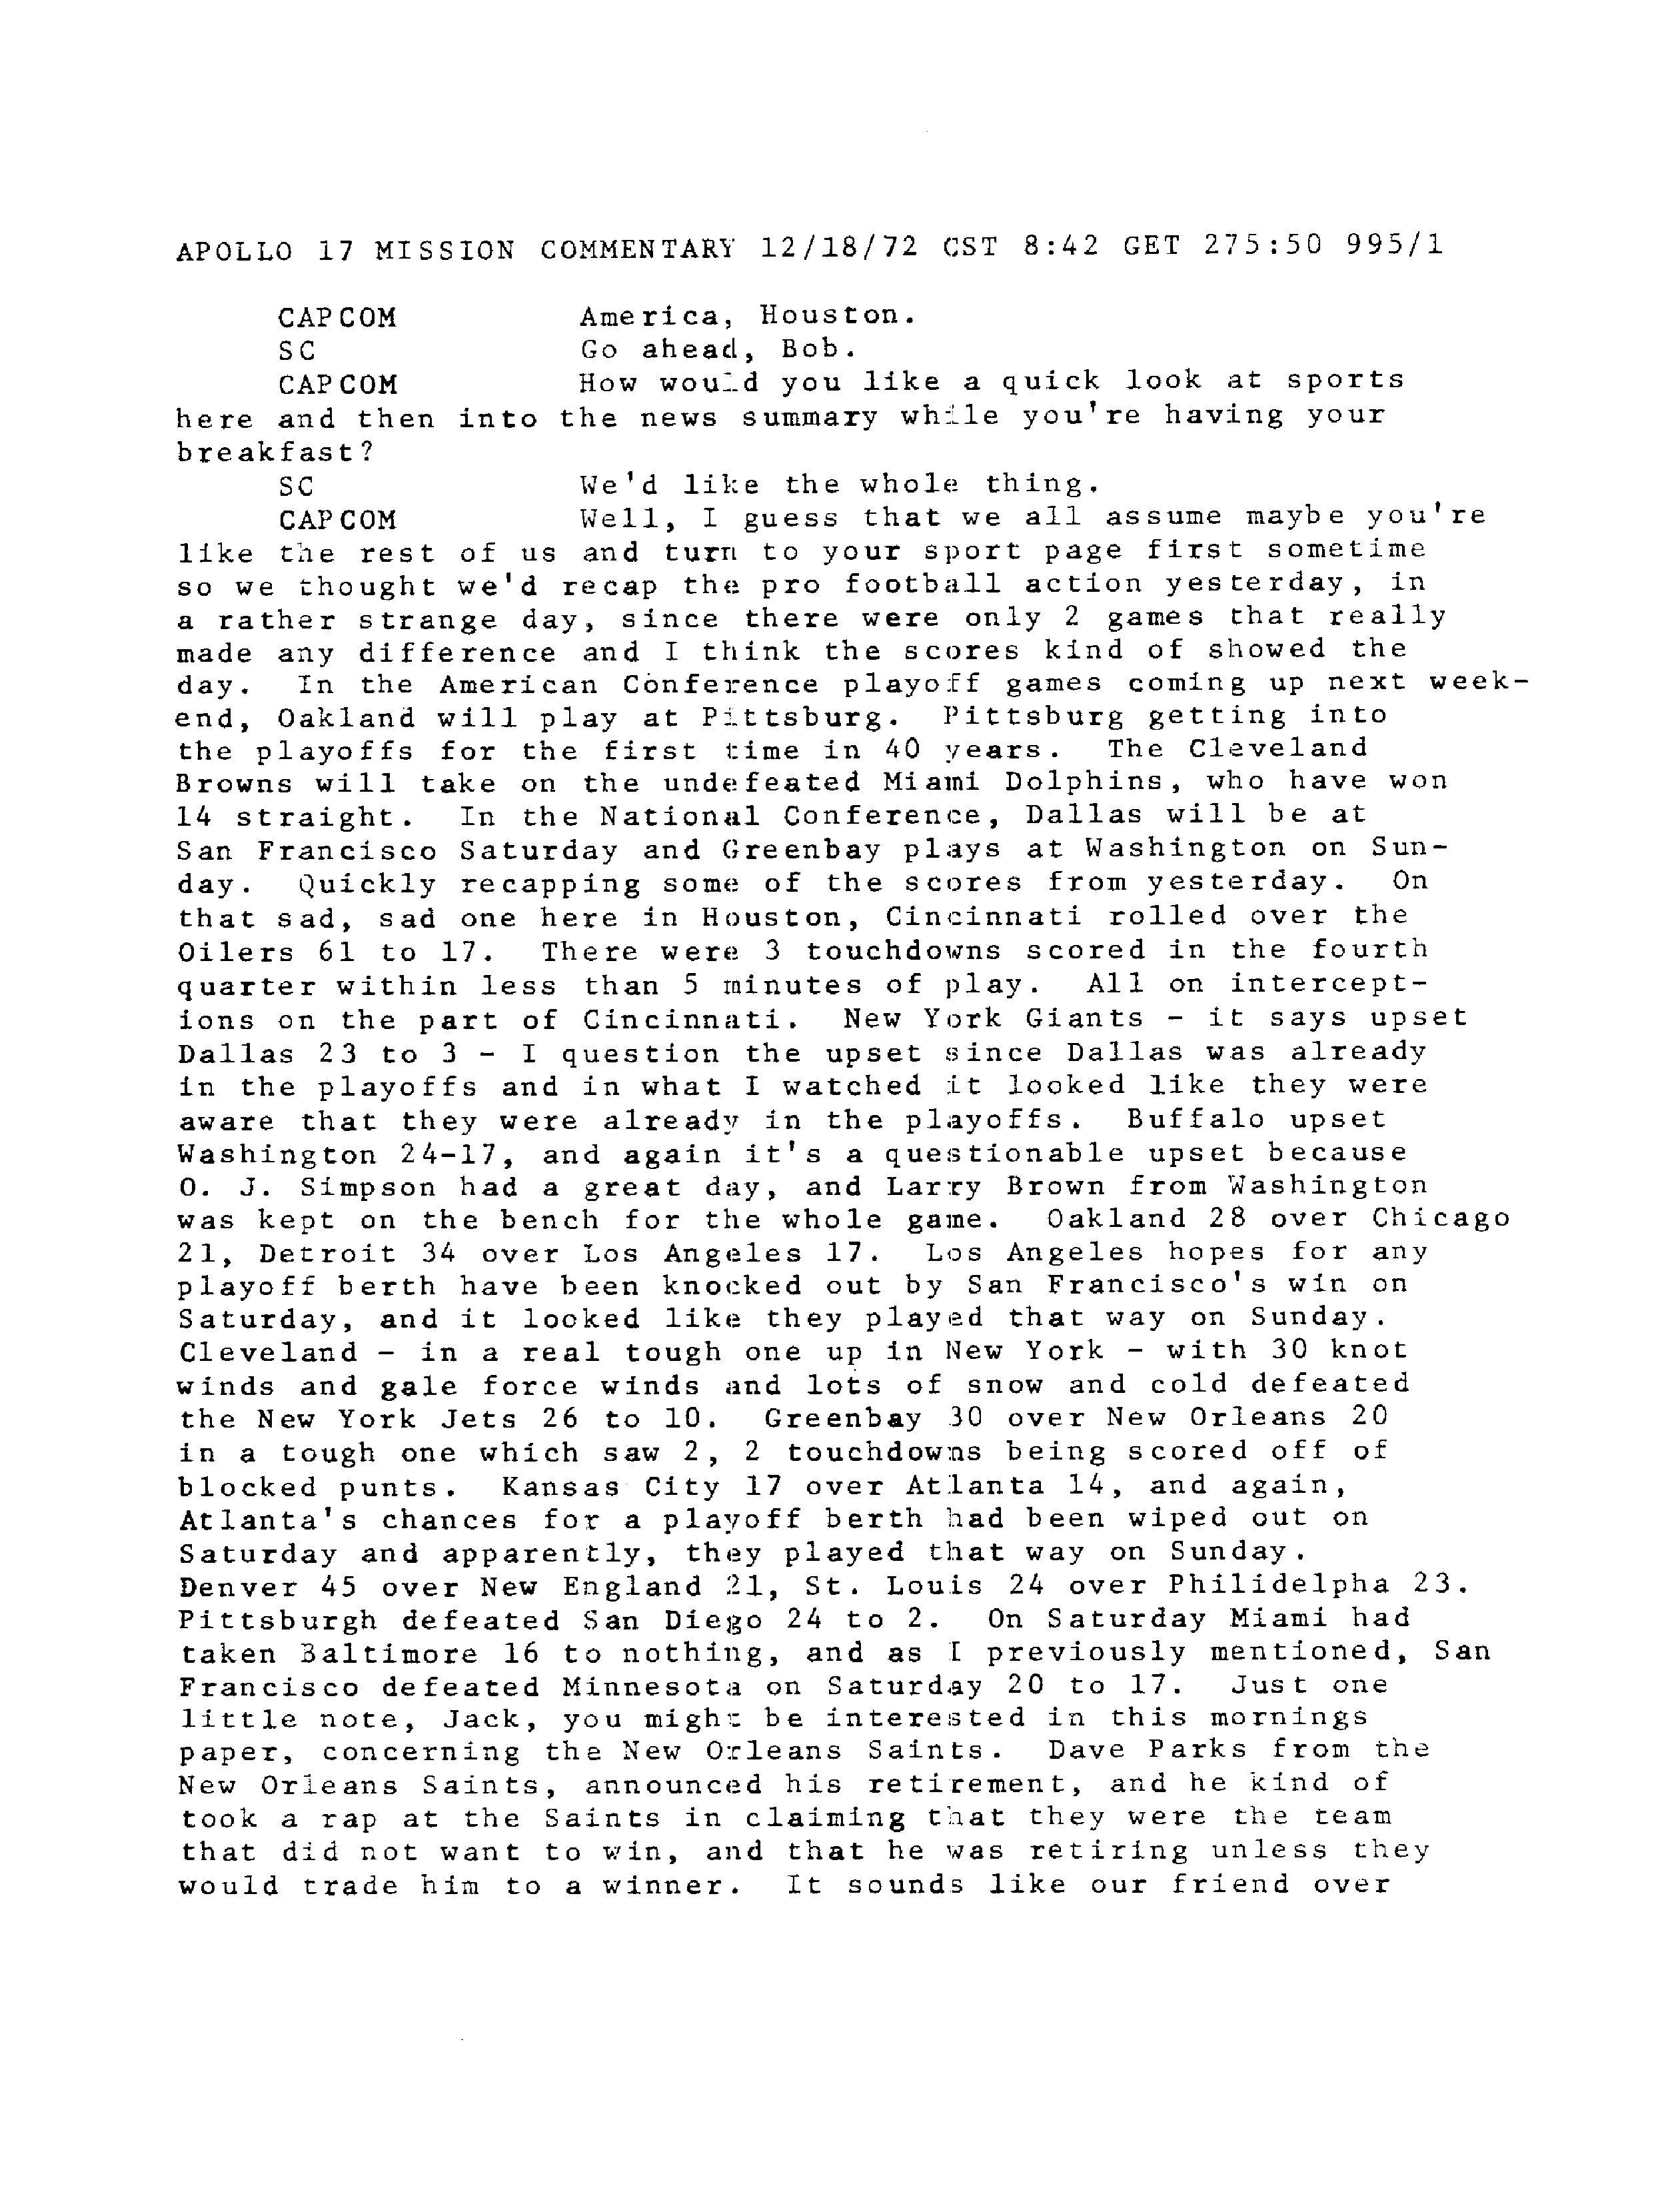 APOLLO 17 MISSION COMMENTARY 12/18/72 CST 8:42 GET 275:50 995/1
CAPCOM America, Houston.
SC Go ahead, Bob.
CAPCOM How would you like a quick look at sports
here and then into the news summary while you're having your
breakfast?
SC We'd like the whole thing.
CAPCOM Well, I guess that we all assume maybe you're
like the rest of us and turn to your sport page first sometime
so we thought we'd recap the pro football action yesterday, in
a rather strange day, since there were only 2 games that really
made any difference and I think the scores kind of showed the
day. In the American Conference playoff games coming up next week-
end, Oakland will play at Pittsburg. Pittsburg getting into
the playoffs for the first time in 40 years. The Cleveland
Browns will take on the undefeated Miami Dolphins, who have won
14 straight. In the National Conference, Dallas will be at
San Francisco Saturday and Greenbay plays at Washington on Sun-
day. Quickly recapping some of the scores from yesterday. On
that sad, sad one here in Houston, Cincinnati rolled over the
Oilers 61 to 17. There were 3 touchdowns scored in the fourth
quarter within less than 5 minutes of play. All on intercept-
ions on the part of Cincinnati. New York Giants - it says upset
Dallas 23 to 3 - I question the upset since Dallas was already
in the playoffs and in what I watched it looked like they were
aware that they were already in the playoffs. Buffalo upset
Washington 24-17, and again it's a questionable upset because
O. J. Simpson had a great day, and Larry Brown from Washington
was kept on the bench for the whole game. Oakland 28 over Chicago
21, Detroit 34 over Los Angeles 17. Los Angeles hopes for any
playoff berth have been knocked out by San Francisco's win on
Saturday, and it looked like they played that way on Sunday.
Cleveland - in a real tough one up in New York - with 30 knot
winds and gale force winds and lots of snow and cold defeated
the New York Jets 26 to 10. Greenbay 30 over New Orleans 20
in a tough one which saw 2, 2 touchdowns being scored off of
blocked punts. Kansas City 17 over Atlanta 14, and again,
Atlanta's chances for a playoff berth had been wiped out on
Saturday and apparently, they played that way on Sunday.
Denver 45 over New England 21, St. Louis 24 over Philidelpha 23.
Pittsburgh defeated San Diego 24 to 2. On Saturday Miami had
taken Baltimore 16 to nothing, and as I previously mentioned, San
Francisco defeated Minnesota on Saturday 20 to 17. Just one
little note, Jack, you might be interested in this mornings
paper, concerning the New Orleans Saints. Dave Parks from the
New Orleans Saints, announced his retirement, and he kind of
took a rap at the Saints in claiming that they were the team
that did not want to win, and that he was retiring unless they
would trade him to a winner. It sounds like our friend over